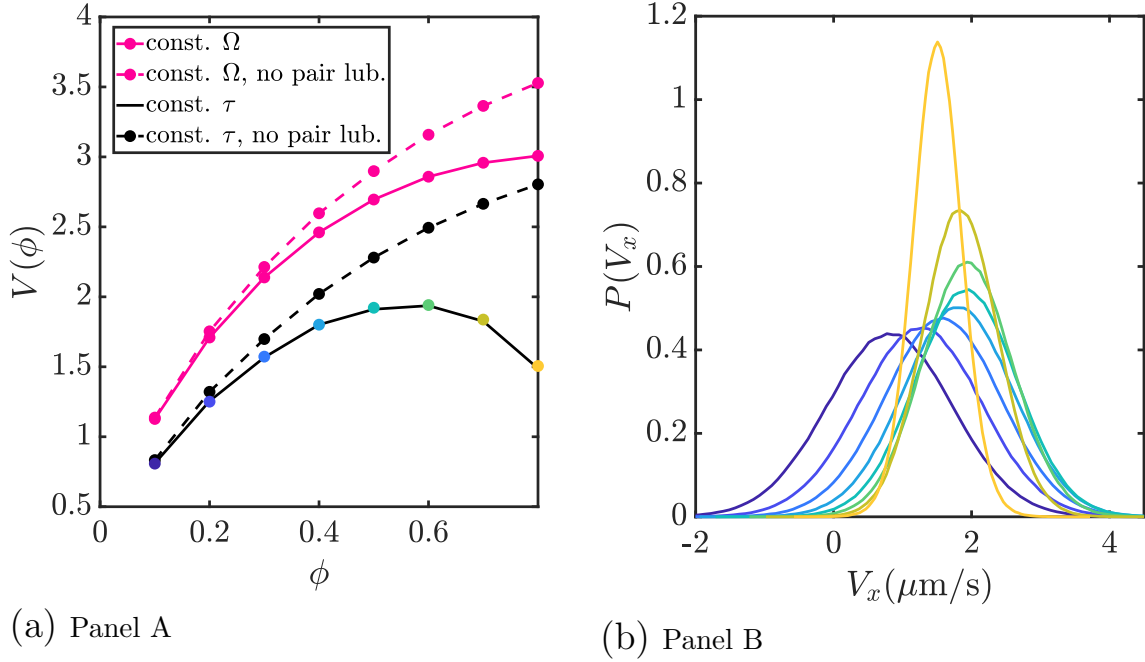 4
3.5
3
2.5
2
1.5
1
0.5
V(ϕ)
const. Ω
const. Ω, no pair lub.
const. τ
const. τ, no pair lub.
0 0.2 0.4 0.6
ϕ
(a) Panel A
1.2
1
0.8
0.6
0.4
0.2
0
P(V_x)
-2 0 2 4
V_x(μm/s)
(b) Panel B